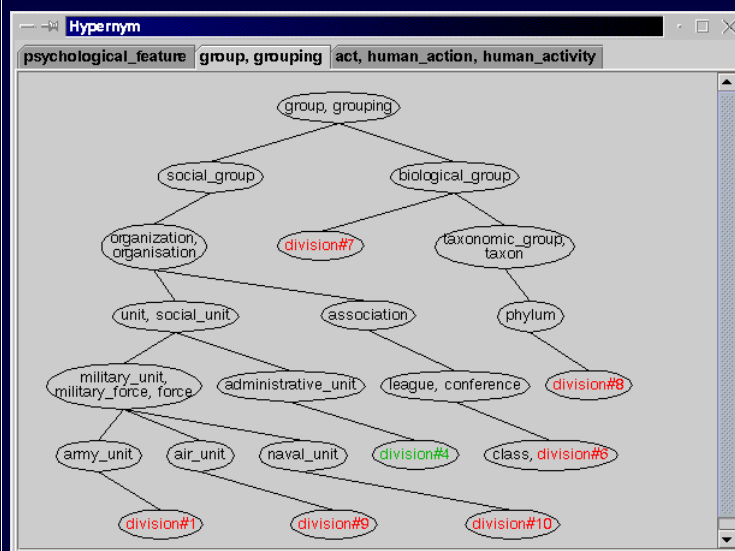 Hypernym
psychological_feature group, grouping act, human_action, human_activity
group, grouping
social_group biological_group
organization,
organisation
division#7
taxonomic_group,
taxon
unit, social_unit association phylum
military_unit,
military_force, force
administrative_unit league, conference division#8
army_unit air_unit naval_unit division#4 class, division#6
division#1 division#9 division#10